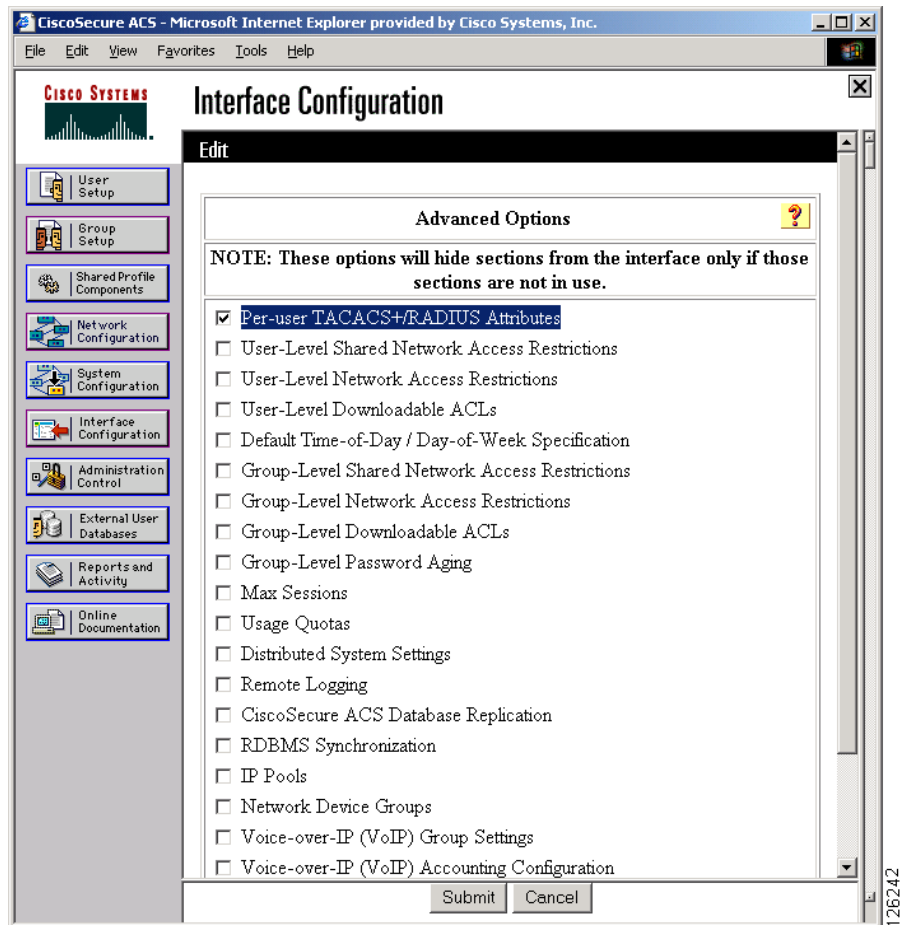 CiscoSecure ACS - Microsoft Internet Explorer provided by Cisco Systems, Inc.
File Edit View Favorites Tools Help
CISCO SYSTEMS
Interface Configuration
Edit
User
Setup
Group
Setup
Shared Profile
Components
Network
Configuration
System
Configuration
Interface
Configuration
Administration
Control
External User
Databases
Reports and
Activity
Online
Documentation
Advanced Options
?
NOTE: These options will hide sections from the interface only if those
sections are not in use.
Per-user TACACS+/RADIUS Attributes
User-Level Shared Network Access Restrictions
User-Level Network Access Restrictions
User-Level Downloadable ACLs
Default Time-of-Day / Day-of-Week Specification
Group-Level Shared Network Access Restrictions
Group-Level Network Access Restrictions
Group-Level Downloadable ACLs
Group-Level Password Aging
Max Sessions
Usage Quotas
Distributed System Settings
Remote Logging
CiscoSecure ACS Database Replication
RDBMS Synchronization
IP Pools
Network Device Groups
Voice-over-IP (VoIP) Group Settings
Voice-over-IP (VoIP) Accounting Configuration
Submit Cancel
126242